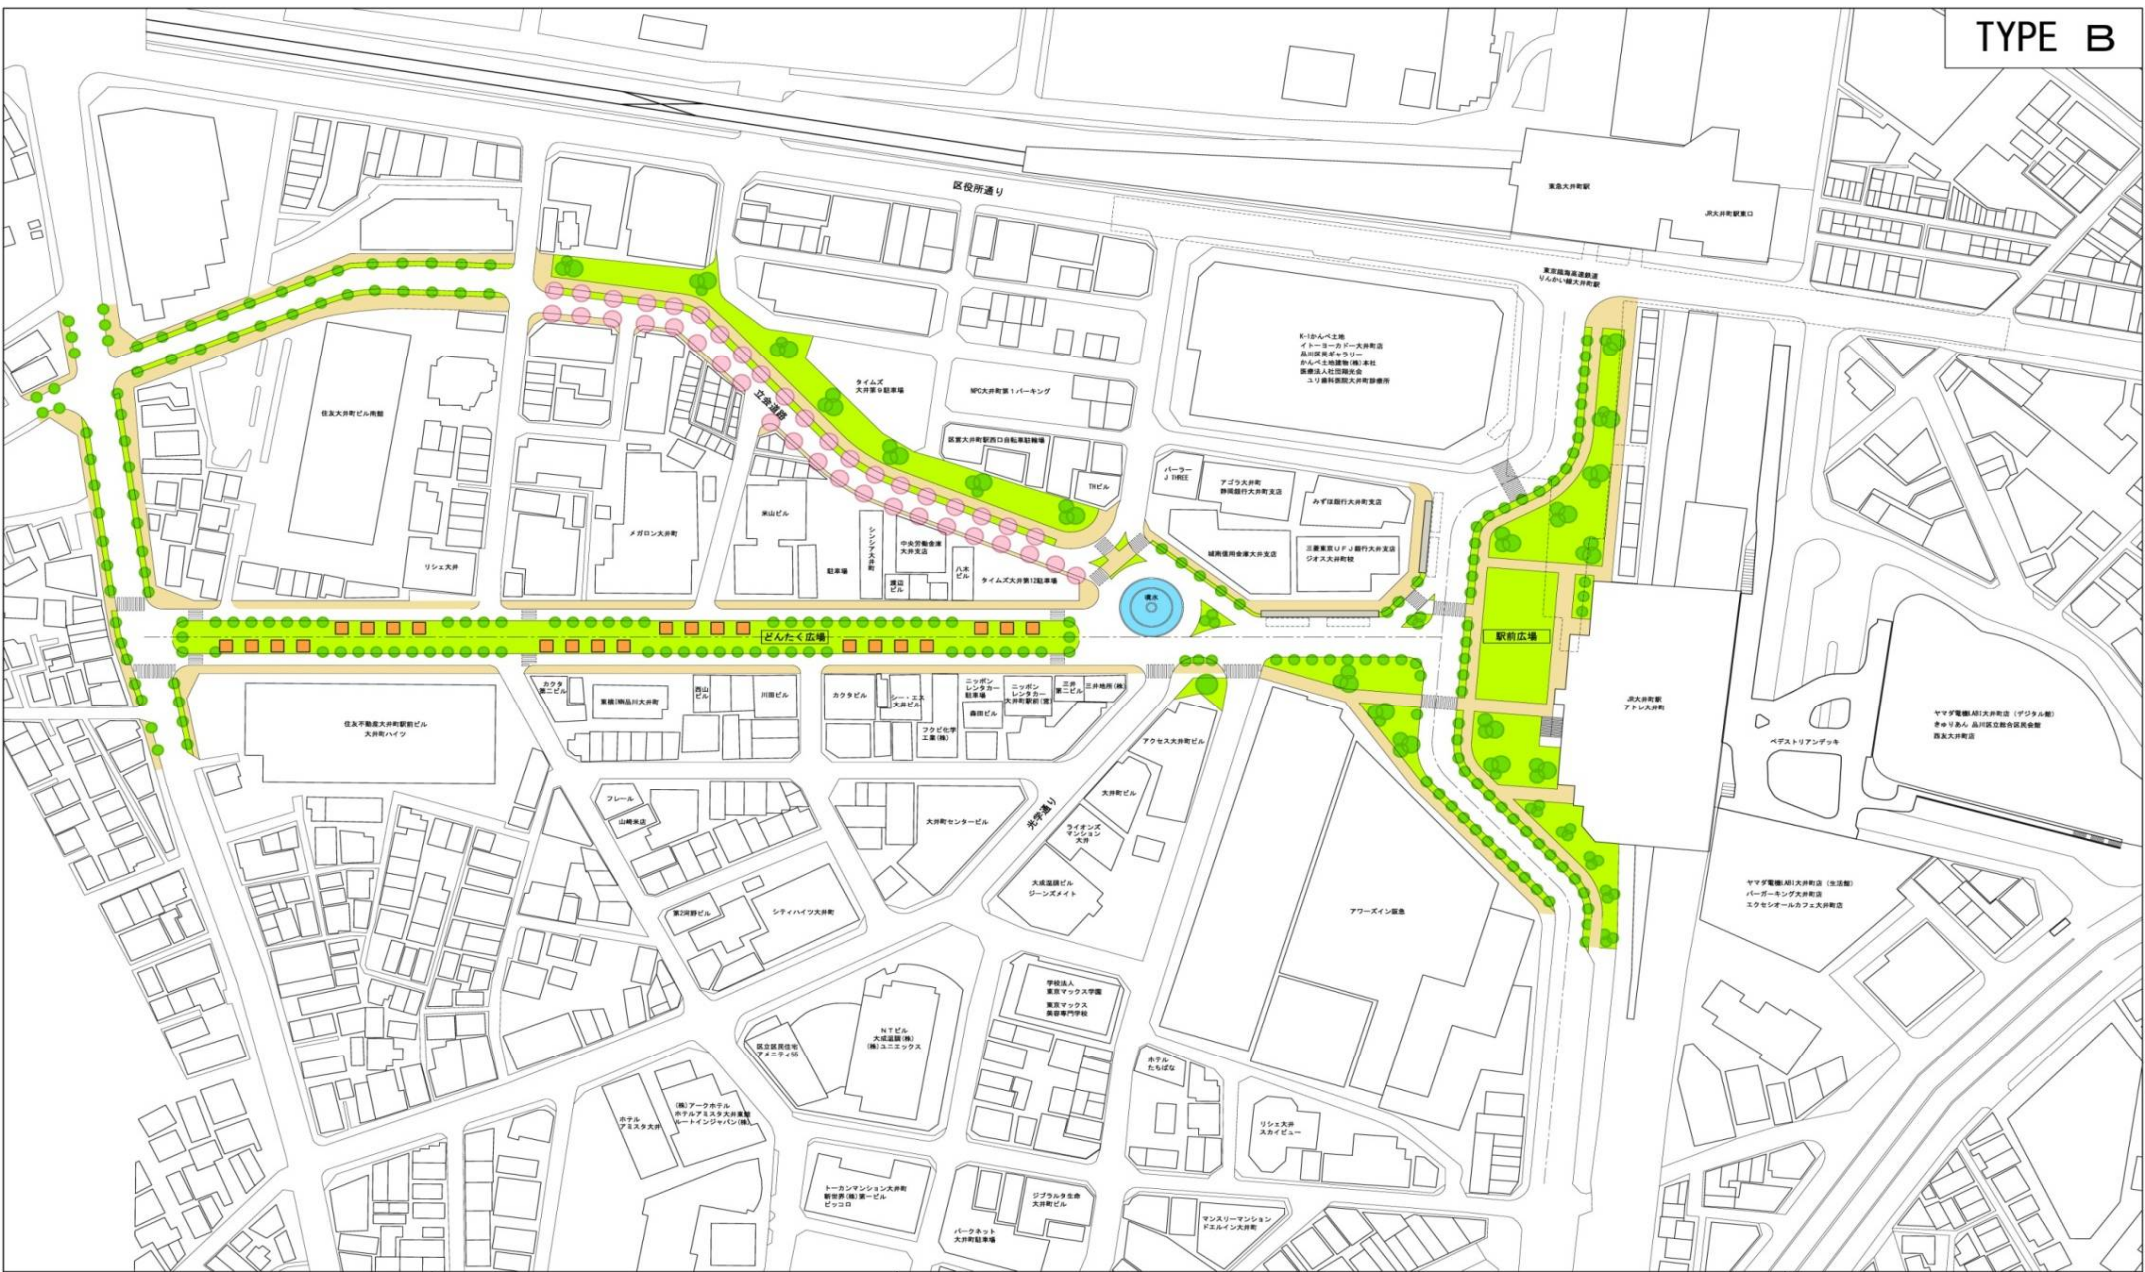 TYPE B
区役所通り
東急大井町駅
JR大井町駅東口
東京臨海高速鉄道
りんかい線大井町駅
K-1かんべ土地
イトーヨーカドー大井町店
品川区民ギャラリー
かんべ土地建物(株)本社
医療法人社団陽光会
ユリ歯科医院大井町診療所
タイムズ
大井第9駐車場
NPC大井町第1パーキング
立会道路
住友大井町ビル南館
区営大井町駅西口自転車駐輪場
THビル
パーラー
J THREE
アゴラ大井町
静岡銀行大井町支店
みずほ銀行大井町支店
城南信用金庫大井支店
三菱東京UFJ銀行大井支店
ジオス大井町校
米山ビル
メガロン大井町
リシェ大井
シンシア大井町
中央労働金庫
大井支店
駐車場
渡辺
ビル
八木
ビル
タイムズ大井第12駐車場
噴水
どんたく広場
駅前広場
JR大井町駅
アトレ大井町
ペデストリアンデッキ
ヤマダ電機LABI大井町店 (デジタル館)
きゅりあん 品川区立総合区民会館
西友大井町店
住友不動産大井町駅前ビル
大井町ハイツ
カクタ
第二ビル
西山
ビル
川田ビル
カクタビル
シー・エス
大井ビル
ニッポン
レンタカー
駐車場
ニッポン
レンタカー
大井町駅前(営)
三井
第二ビル
三井地所(株)
森田ビル
フクビ化学
工業(株)
アクセス大井町ビル
フレール
山崎米店
大井町センタービル
光学通り
大井町ビル
ライオンズ
マンション
大井
大成温調ビル
ジーンズメイト
シティハイツ大井町
アワーズイン阪急
ヤマダ電機LABI大井町店 (生活館)
バーガーキング大井町店
エクセシオールカフェ大井町店
学校法人
東京マックス学園
東京マックス
美容専門学校
NTビル
大成温調(株)
(株)ユニエックス
区立区民住宅
ホテル
たちばな
ホテル
アミスタ大井
(株)アークホテル
ルートインジャパン(株)
リシェ大井
スカイビュー
トーカンマンション大井町
新世界(株)第一ビル
ピッコロ
ジブラルタ生命
大井町ビル
パークネット
大井町駐車場
マンスリーマンション
ドエルイン大井町